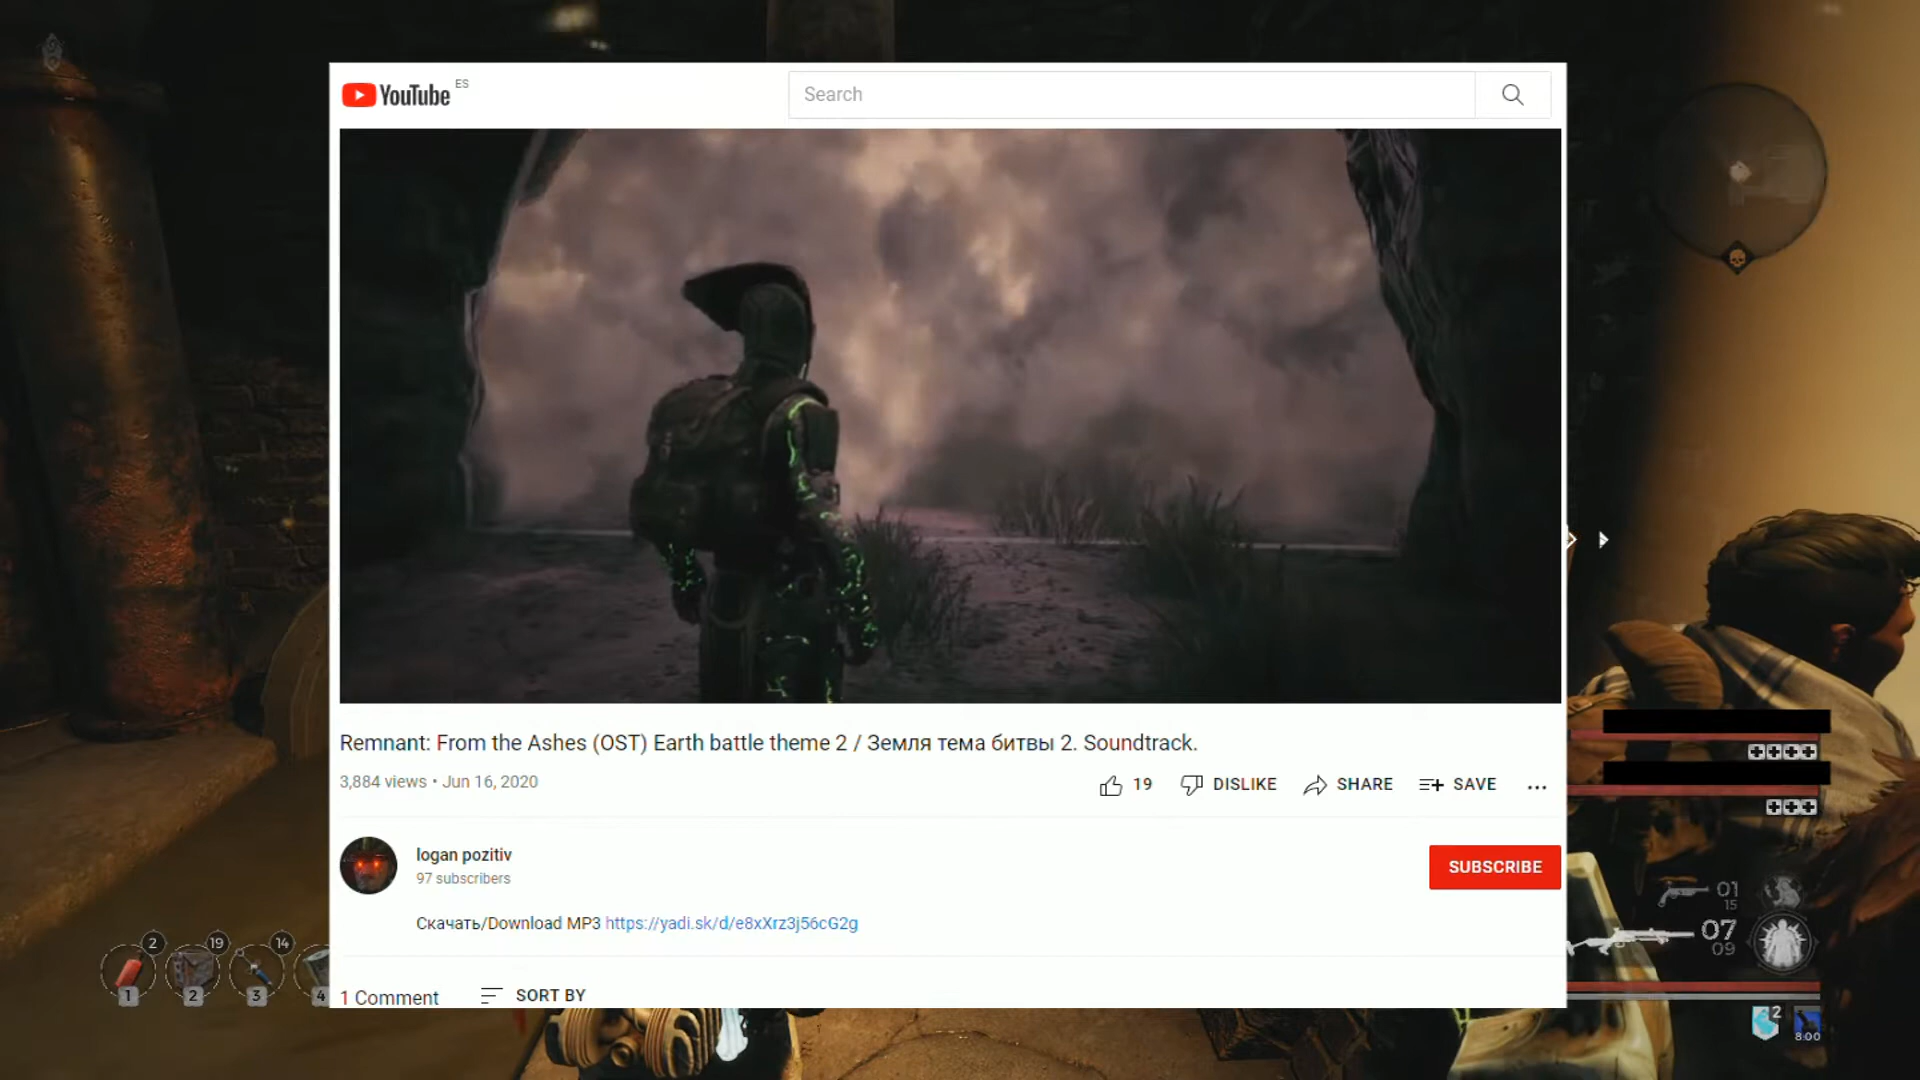 YouTube ES
Search
Remnant: From the Ashes (OST) Earth battle theme 2 / Земля тема битвы 2. Soundtrack.
3,884 views • Jun 16, 2020
19 DISLIKE SHARE SAVE ...
logan pozitiv
97 subscribers
SUBSCRIBE
Скачать/Download MP3 https://yadi.sk/d/e8xXrz3j56cG2g
1 Comment SORT BY
2 19 14
1 2 3 4
01
15
07
09
2
8:00